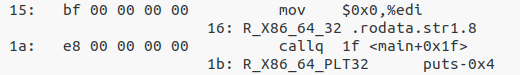 15: bf 00 00 00 00 mov $0x0,%edi
16: R_X86_64_32 .rodata.str1.8
1a: e8 00 00 00 00 callq 1f <main+0x1f>
1b: R_X86_64_PLT32 puts-0x4